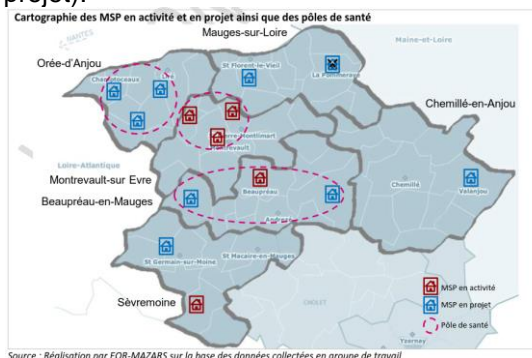 projet).
Cartographie des MSP en activité et en projet ainsi que des pôles de santé
NANTES
Mauges-sur-Loire
Maine-et-Loire
Orée-d'Anjou
St Florent-le-Vieil
La Pommeraye
Champtoceaux
Chemillé-en-Anjou
Loire-Atlantique
Montrevault-sur Evre
Beaupréau-en-Mauges
Beaupréau
Chemillé
Valanjou
Andrezé
St Germain-sur-Moine
St Macaire-en-Mauges
Sèvremoine
CHOLET
MSP en activité
MSP en projet
Pôle de santé
Source : Réalisation par FOR-MAZARS sur la base des données collectées en groupe de travail